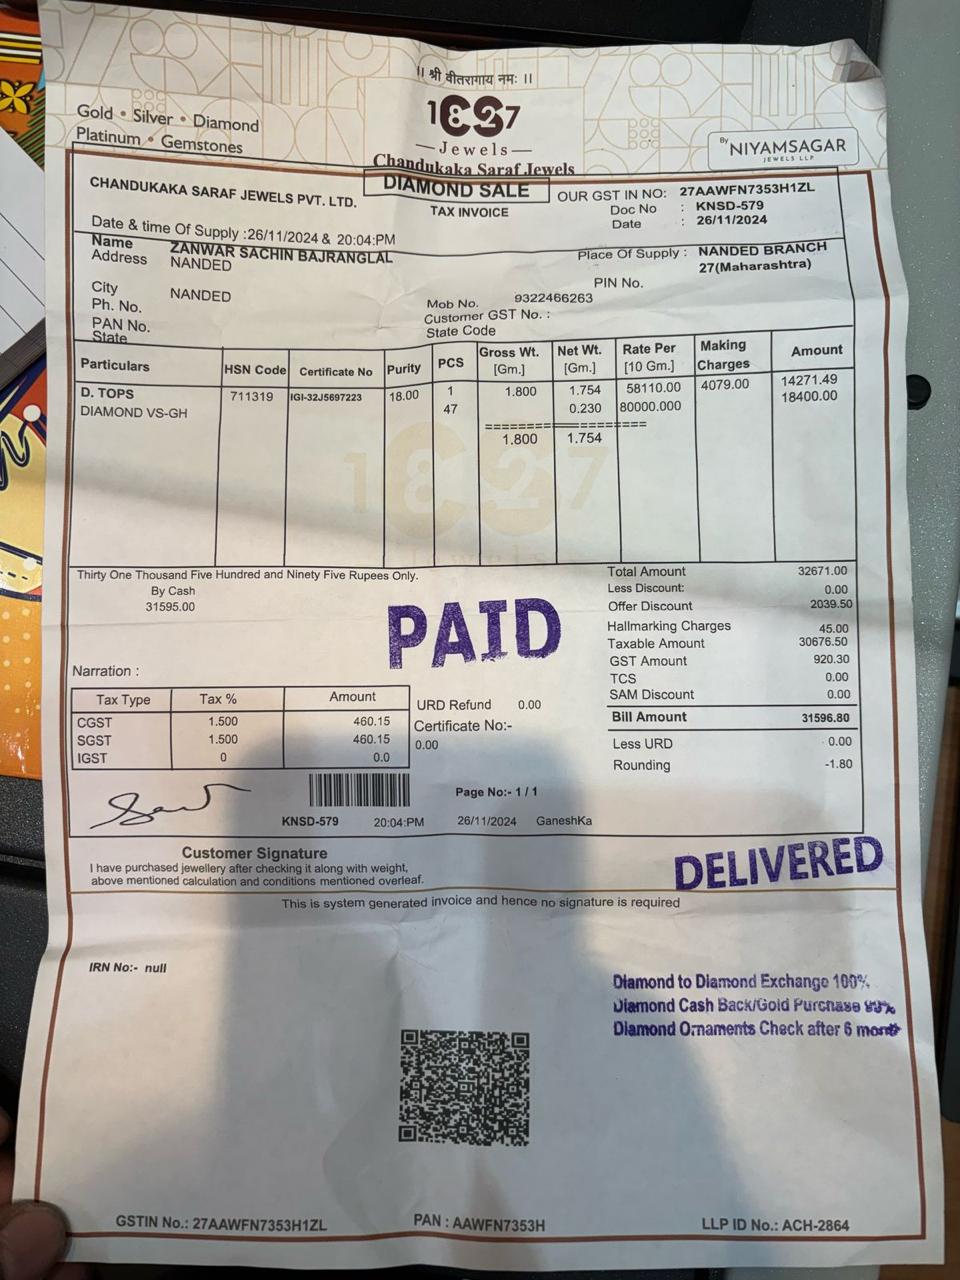 ॥ श्री वीतरागाय नमः ॥
Gold • Silver • Diamond
Platinum • Gemstones
1827
Jewels
Chandukaka Saraf Jewels
By NIYAMSAGAR
JEWELS LLP
CHANDUKAKA SARAF JEWELS PVT. LTD.
DIAMOND SALE
TAX INVOICE
OUR GST IN NO: 27AAWFN7353H1ZL
Doc No : KNSD-579
Date : 26/11/2024
Date & time Of Supply :26/11/2024 & 20:04:PM
Name ZANWAR SACHIN BAJRANGLAL
Address NANDED
Place Of Supply : NANDED BRANCH
27(Maharashtra)
PIN No.
City NANDED
Ph. No.
Mob No. 9322466263
Customer GST No. :
PAN No.
State Code
State
Particulars HSN Code Certificate No Purity PCS Gross Wt. [Gm.] Net Wt. [Gm.] Rate Per [10 Gm.] Making Charges Amount
D. TOPS 711319 IGI-32J5697223 18.00 1 1.800 1.754 58110.00 4079.00 14271.49
DIAMOND VS-GH 47 0.230 80000.000 18400.00
1.800 1.754
1827
Jewels
Thirty One Thousand Five Hundred and Ninety Five Rupees Only.
By Cash
31595.00
PAID
Total Amount 32671.00
Less Discount: 0.00
Offer Discount 2039.50
Hallmarking Charges 45.00
Taxable Amount 30676.50
GST Amount 920.30
TCS 0.00
SAM Discount 0.00
Bill Amount 31596.80
Less URD 0.00
Rounding -1.80
Narration :
Tax Type Tax % Amount
CGST 1.500 460.15
SGST 1.500 460.15
IGST 0 0.0
URD Refund 0.00
Certificate No:-
0.00
Page No:- 1 / 1
KNSD-579 20:04:PM 26/11/2024 GaneshKa
Customer Signature
I have purchased jewellery after checking it along with weight,
above mentioned calculation and conditions mentioned overleaf.
DELIVERED
This is system generated invoice and hence no signature is required
IRN No:- null
Diamond to Diamond Exchange 100%
Diamond Cash Back/Gold Purchase
Diamond Ornaments Check after 6 month
GSTIN No.: 27AAWFN7353H1ZL
PAN : AAWFN7353H
LLP ID No.: ACH-2864